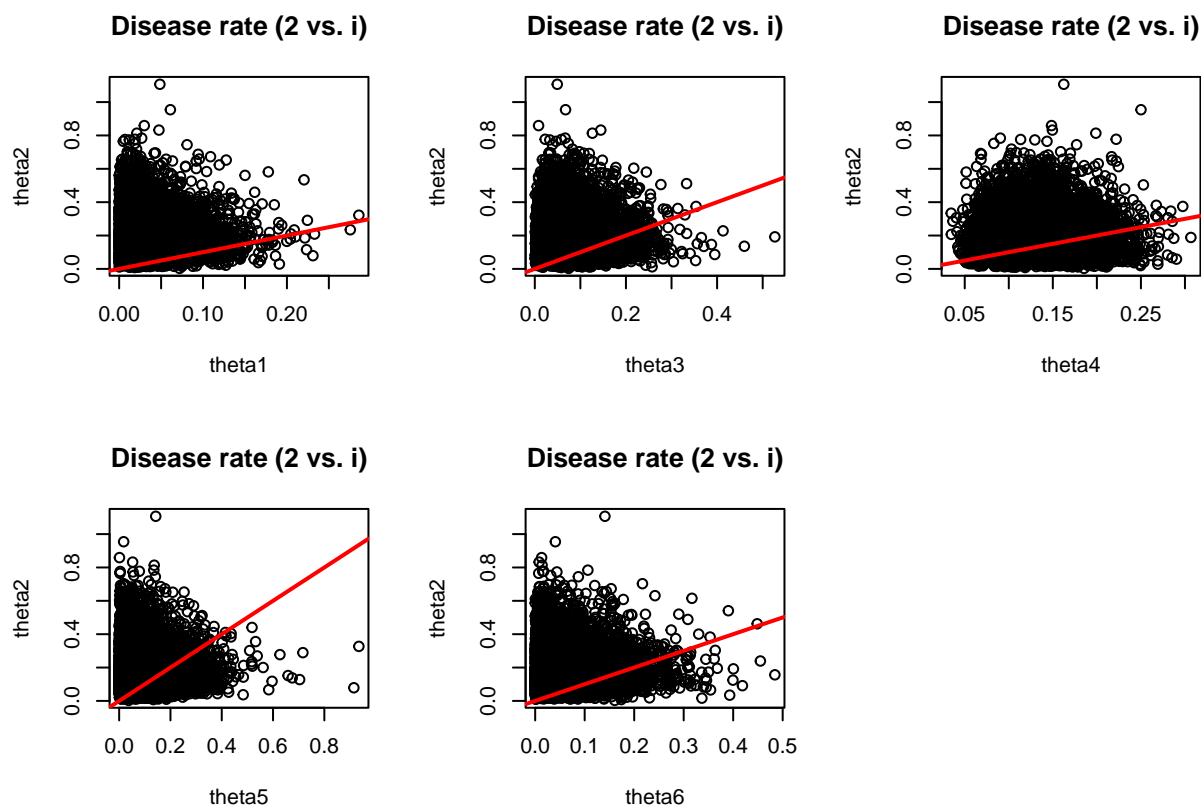 Disease rate (2 vs. i)
theta2
0.0 0.4 0.8
0.00 0.10 0.20
theta1
Disease rate (2 vs. i)
theta2
0.0 0.4 0.8
0.0 0.2 0.4
theta3
Disease rate (2 vs. i)
theta2
0.0 0.4 0.8
0.05 0.15 0.25
theta4
Disease rate (2 vs. i)
theta2
0.0 0.4 0.8
0.0 0.2 0.4 0.6 0.8
theta5
Disease rate (2 vs. i)
theta2
0.0 0.4 0.8
0.0 0.1 0.2 0.3 0.4 0.5
theta6